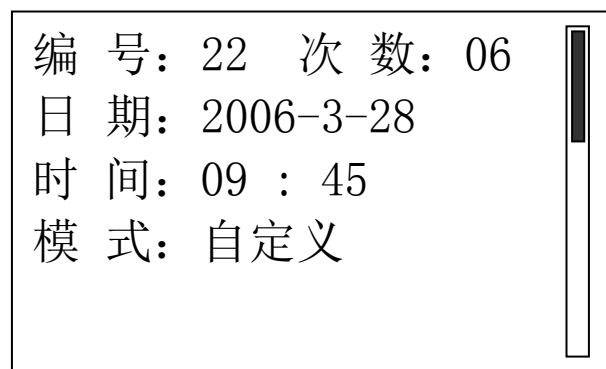 编 号：22 次 数：06
日 期：2006-3-28
时 间：09 : 45
模 式：自定义